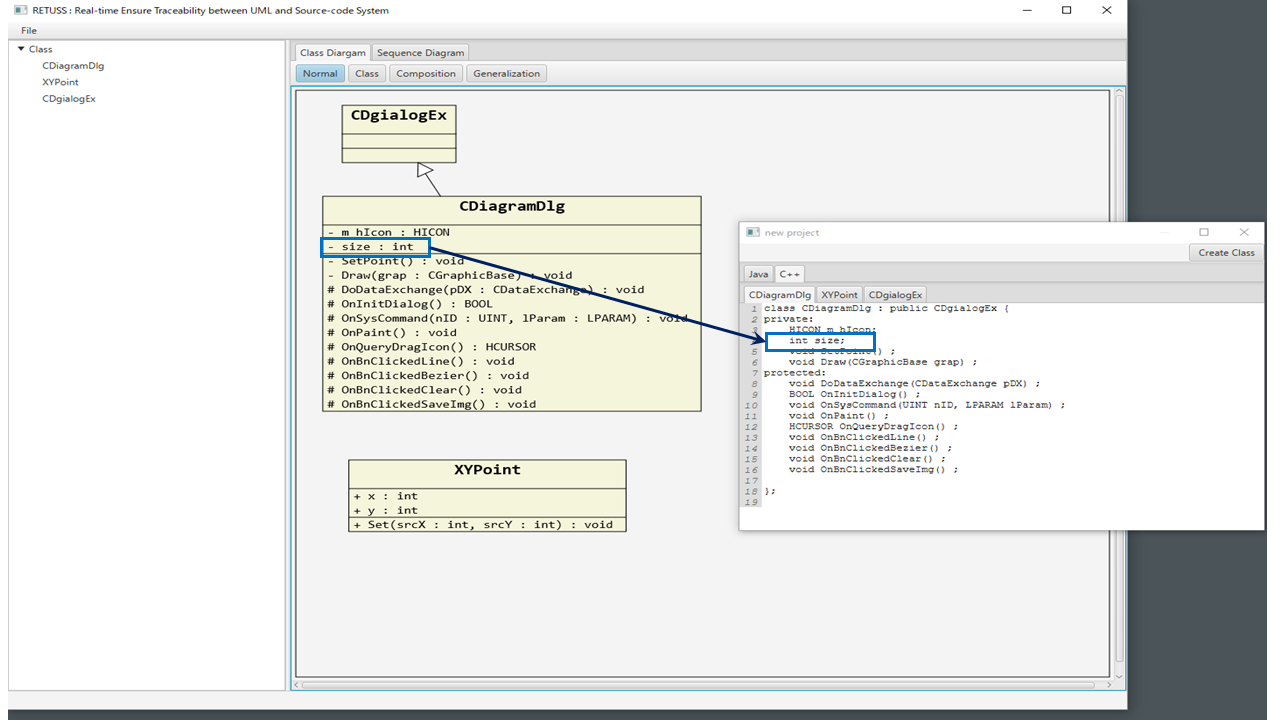 RETUSS : Real-time Ensure Traceability between UML and Source-code System
File
Class
CDiagramDlg
XYPoint
CDgialogEx
Class Diargam Sequence Diagram
Normal Class Composition Generalization
CDgialogEx
CDiagramDlg
- m_hIcon : HICON
- size : int
- SetPoint() : void
- Draw(grap : CGraphicBase) : void
# DoDataExchange(pDX : CDataExchange) : void
# OnInitDialog() : BOOL
# OnSysCommand(nID : UINT, lParam : LPARAM) : void
# OnPaint() : void
# OnQueryDragIcon() : HCURSOR
# OnBnClickedLine() : void
# OnBnClickedBezier() : void
# OnBnClickedClear() : void
# OnBnClickedSaveImg() : void
XYPoint
+ x : int
+ y : int
+ Set(srcX : int, srcY : int) : void
new project
Create Class
Java C++
CDiagramDlg XYPoint CDgialogEx
1 class CDiagramDlg : public CDgialogEx {
2 private:
3 HICON m_hIcon;
int size;
5 void SetPoint() ;
6 void Draw(CGraphicBase grap) ;
7 protected:
8 void DoDataExchange(CDataExchange pDX) ;
9 BOOL OnInitDialog() ;
10 void OnSysCommand(UINT nID, LPARAM lParam) ;
11 void OnPaint() ;
12 HCURSOR OnQueryDragIcon() ;
13 void OnBnClickedLine() ;
14 void OnBnClickedBezier() ;
15 void OnBnClickedClear() ;
16 void OnBnClickedSaveImg() ;
17
18 };
19